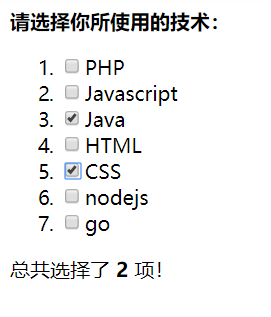 请选择你所使用的技术：
1. PHP
2. Javascript
3. Java
4. HTML
5. CSS
6. nodejs
7. go
总共选择了 2 项！